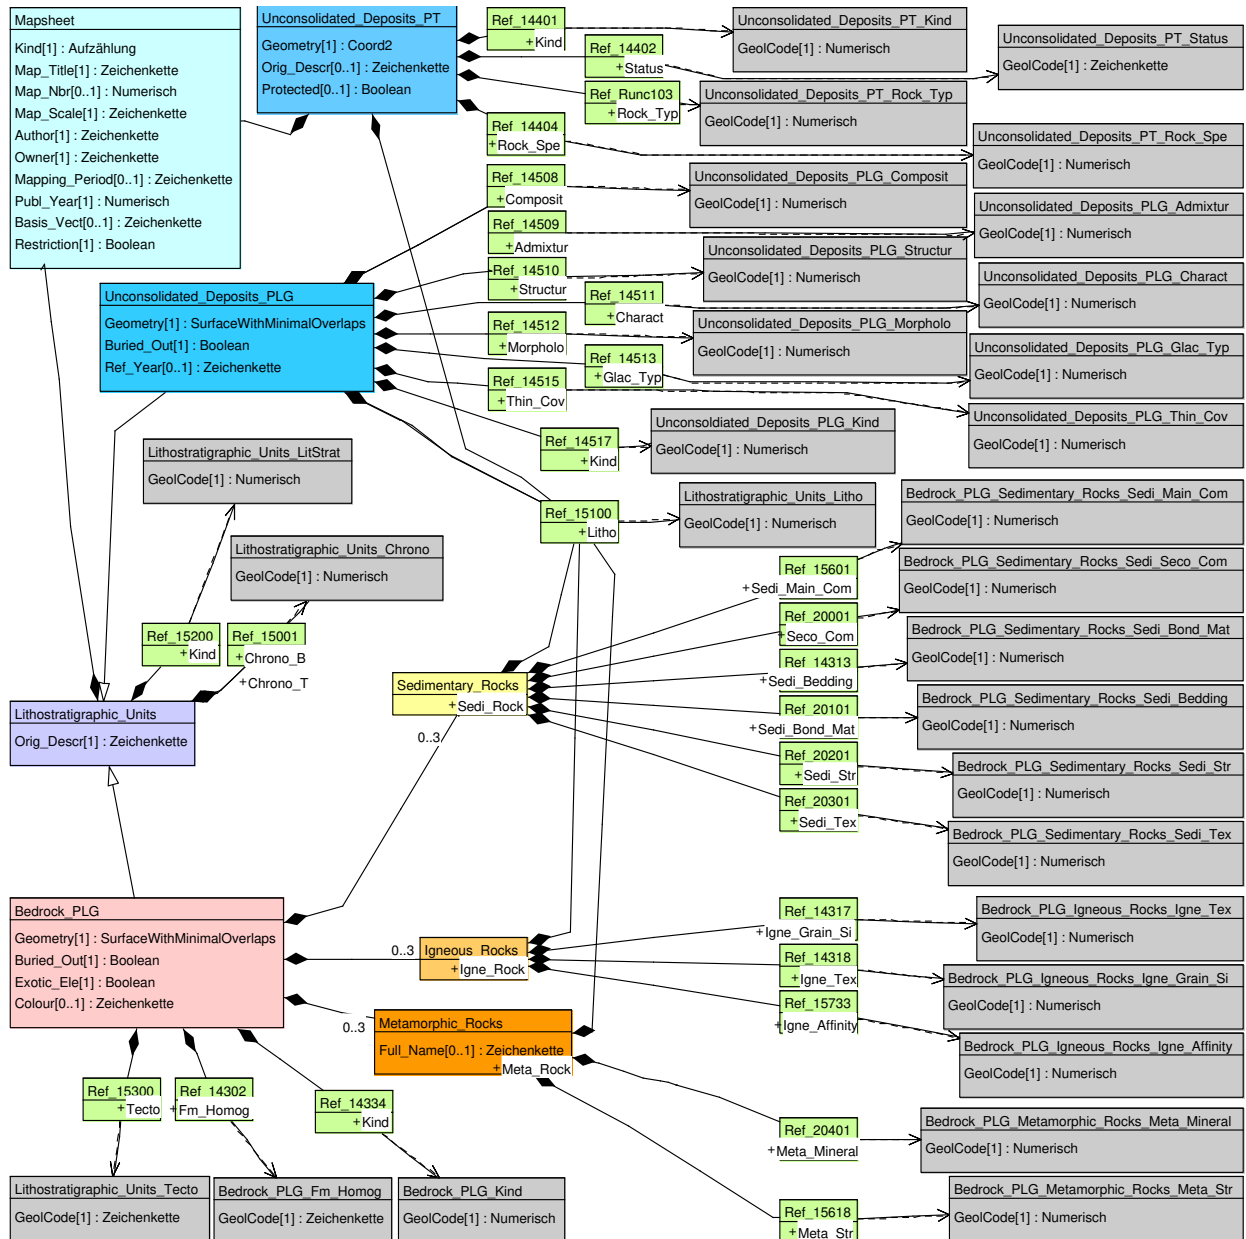 Mapsheet
Kind[1] : Aufzählung
Map_Title[1] : Zeichenkette
Map_Nbr[0..1] : Numerisch
Map_Scale[1] : Zeichenkette
Author[1] : Zeichenkette
Owner[1] : Zeichenkette
Mapping_Period[0..1] : Zeichenkette
Publ_Year[1] : Numerisch
Basis_Vect[0..1] : Zeichenkette
Restriction[1] : Boolean
Unconsolidated_Deposits_PT
Geometry[1] : Coord2
Orig_Descr[0..1] : Zeichenkette
Protected[0..1] : Boolean
Ref_14401
+Kind
Ref_14402
+Status
Ref_Runc103
+Rock_Typ
Ref_14404
+Rock_Spe
Unconsolidated_Deposits_PT_Kind
GeolCode[1] : Numerisch
Unconsolidated_Deposits_PT_Status
GeolCode[1] : Zeichenkette
Unconsolidated_Deposits_PT_Rock_Typ
GeolCode[1] : Numerisch
Unconsolidated_Deposits_PT_Rock_Spe
GeolCode[1] : Numerisch
Ref_14508
+Composit
Unconsolidated_Deposits_PLG_Composit
GeolCode[1] : Numerisch
Ref_14509
+Admixtur
Unconsolidated_Deposits_PLG_Admixtur
GeolCode[1] : Numerisch
Ref_14510
+Structur
Unconsolidated_Deposits_PLG_Structur
GeolCode[1] : Numerisch
Ref_14511
+Charact
Unconsolidated_Deposits_PLG_Charact
GeolCode[1] : Numerisch
Unconsolidated_Deposits_PLG
Geometry[1] : SurfaceWithMinimalOverlaps
Buried_Out[1] : Boolean
Ref_Year[0..1] : Zeichenkette
Ref_14512
+Morpholo
Unconsolidated_Deposits_PLG_Morpholo
GeolCode[1] : Numerisch
Ref_14513
+Glac_Typ
Unconsolidated_Deposits_PLG_Glac_Typ
GeolCode[1] : Numerisch
Ref_14515
+Thin_Cov
Unconsolidated_Deposits_PLG_Thin_Cov
GeolCode[1] : Numerisch
Ref_14517
+Kind
Unconsoldiated_Deposits_PLG_Kind
GeolCode[1] : Numerisch
Lithostratigraphic_Units_LitStrat
GeolCode[1] : Numerisch
Ref_15100
+Litho
Lithostratigraphic_Units_Litho
GeolCode[1] : Numerisch
Lithostratigraphic_Units_Chrono
GeolCode[1] : Numerisch
Ref_15200
+Kind
Ref_15001
+Chrono_B
+Chrono_T
Lithostratigraphic_Units
Orig_Descr[1] : Zeichenkette
Sedimentary_Rocks
+Sedi_Rock
0..3
Ref_15601
+Sedi_Main_Com
Bedrock_PLG_Sedimentary_Rocks_Sedi_Main_Com
GeolCode[1] : Numerisch
Ref_20001
+Seco_Com
Bedrock_PLG_Sedimentary_Rocks_Sedi_Seco_Com
GeolCode[1] : Numerisch
Ref_14313
+Sedi_Bedding
Bedrock_PLG_Sedimentary_Rocks_Sedi_Bond_Mat
GeolCode[1] : Numerisch
Ref_20101
+Sedi_Bond_Mat
Bedrock_PLG_Sedimentary_Rocks_Sedi_Bedding
GeolCode[1] : Numerisch
Ref_20201
+Sedi_Str
Bedrock_PLG_Sedimentary_Rocks_Sedi_Str
GeolCode[1] : Numerisch
Ref_20301
+Sedi_Tex
Bedrock_PLG_Sedimentary_Rocks_Sedi_Tex
GeolCode[1] : Numerisch
Bedrock_PLG
Geometry[1] : SurfaceWithMinimalOverlaps
Buried_Out[1] : Boolean
Exotic_Ele[1] : Boolean
Colour[0..1] : Zeichenkette
0..3
Igneous_Rocks
+Igne_Rock
Ref_14317
+Igne_Grain_Si
Bedrock_PLG_Igneous_Rocks_Igne_Tex
GeolCode[1] : Numerisch
Ref_14318
+Igne_Tex
Bedrock_PLG_Igneous_Rocks_Igne_Grain_Si
GeolCode[1] : Numerisch
Ref_15733
+Igne_Affinity
Bedrock_PLG_Igneous_Rocks_Igne_Affinity
GeolCode[1] : Numerisch
0..3
Metamorphic_Rocks
Full_Name[0..1] : Zeichenkette
+Meta_Rock
Ref_20401
+Meta_Mineral
Bedrock_PLG_Metamorphic_Rocks_Meta_Mineral
GeolCode[1] : Numerisch
Ref_15618
+Meta_Str
Bedrock_PLG_Metamorphic_Rocks_Meta_Str
GeolCode[1] : Numerisch
Ref_15300
+Tecto
Ref_14302
+Fm_Homog
Ref_14334
+Kind
Lithostratigraphic_Units_Tecto
GeolCode[1] : Zeichenkette
Bedrock_PLG_Fm_Homog
GeolCode[1] : Zeichenkette
Bedrock_PLG_Kind
GeolCode[1] : Numerisch